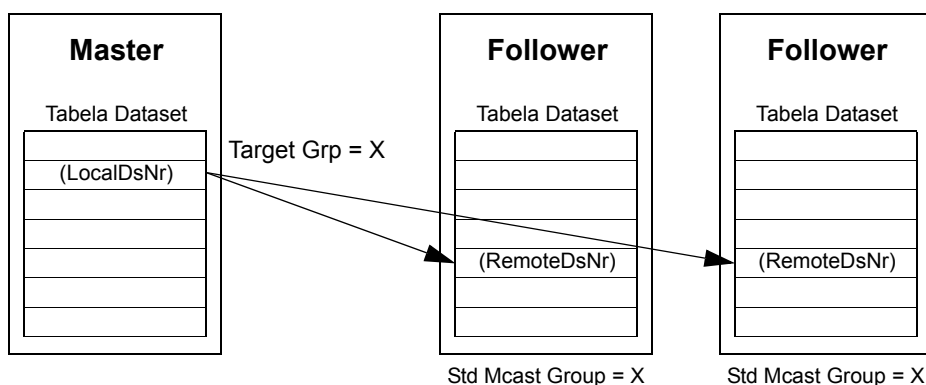 Master
Tabela Dataset
(LocalDsNr)
Target Grp = X
Follower
Tabela Dataset
(RemoteDsNr)
Std Mcast Group = X
Follower
Tabela Dataset
(RemoteDsNr)
Std Mcast Group = X